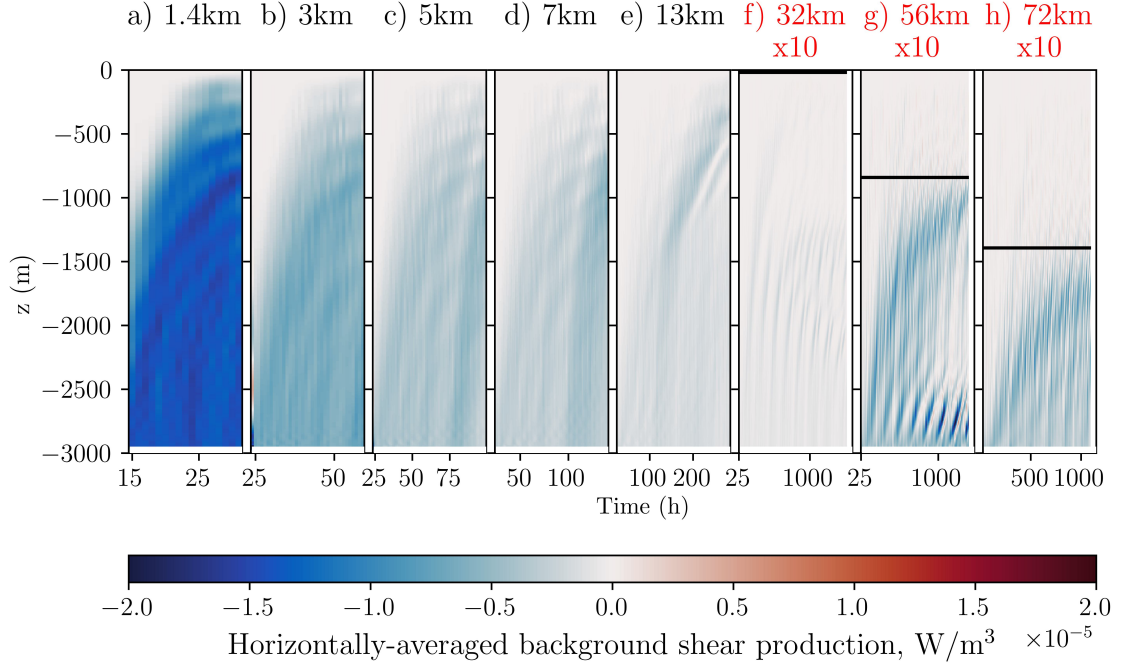 a) 1.4km b) 3km c) 5km d) 7km e) 13km f) 32km g) 56km h) 72km
x10 x10 x10
0
−500
−1000
−1500
−2000
−2500
−3000
z (m)
15 25 25 50 25 50 75 50 100 100 200 25 1000 25 1000 500 1000
Time (h)
−2.0 −1.5 −1.0 −0.5 0.0 0.5 1.0 1.5 2.0
Horizontally-averaged background shear production, W/m³ ×10⁻⁵